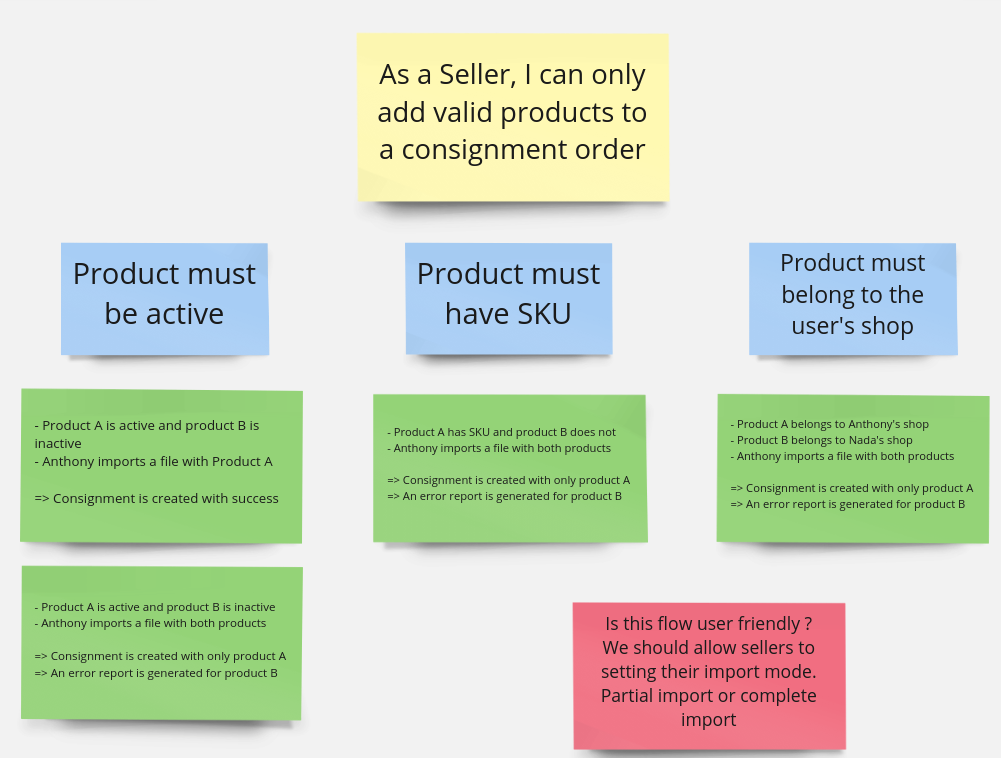 As a Seller, I can only
add valid products to
a consignment order
Product must
be active
Product must
have SKU
Product must
belong to the
user's shop
- Product A is active and product B is
inactive
- Anthony imports a file with Product A
=> Consignment is created with success
- Product A has SKU and product B does not
- Anthony imports a file with both products
=> Consignment is created with only product A
=> An error report is generated for product B
- Product A belongs to Anthony's shop
- Product B belongs to Nada's shop
- Anthony imports a file with both products
=> Consignment is created with only product A
=> An error report is generated for product B
- Product A is active and product B is inactive
- Anthony imports a file with both products
=> Consignment is created with only product A
=> An error report is generated for product B
Is this flow user friendly ?
We should allow sellers to
setting their import mode.
Partial import or complete
import